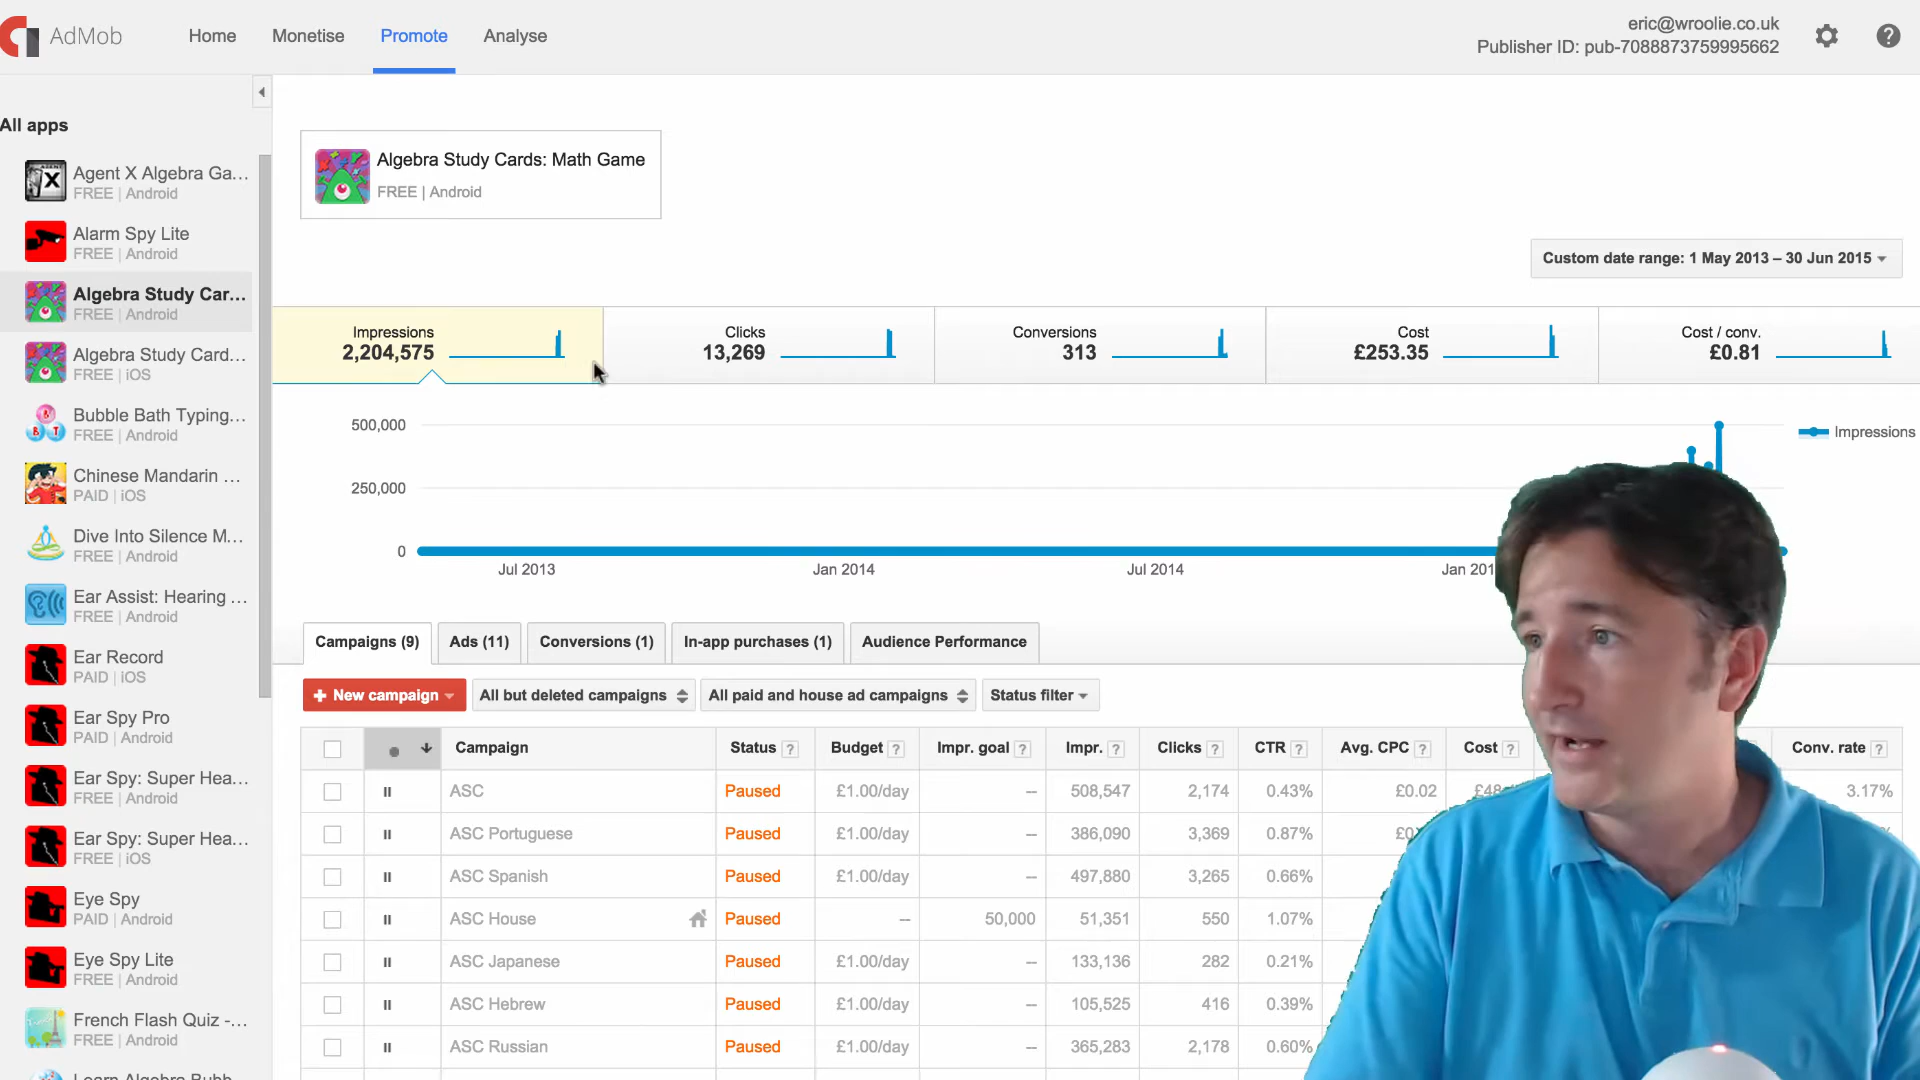 AdMob
Home
Monetise
Promote
Analyse
eric@wroolie.co.uk
Publisher ID: pub-7088873759995662
All apps
Agent X Algebra Ga...
FREE | Android
Alarm Spy Lite
FREE | Android
Algebra Study Car...
FREE | Android
Algebra Study Card...
FREE | iOS
Bubble Bath Typing...
FREE | Android
Chinese Mandarin ...
PAID | iOS
Dive Into Silence M...
FREE | Android
Ear Assist: Hearing ...
FREE | Android
Ear Record
PAID | iOS
Ear Spy Pro
PAID | Android
Ear Spy: Super Hea...
FREE | Android
Ear Spy: Super Hea...
FREE | iOS
Eye Spy
PAID | Android
Eye Spy Lite
FREE | Android
French Flash Quiz -...
FREE | Android
Algebra Study Cards: Math Game
FREE | Android
Custom date range: 1 May 2013 – 30 Jun 2015
Impressions
2,204,575
Clicks
13,269
Conversions
313
Cost
£253.35
Cost / conv.
£0.81
500,000
250,000
0
Impressions
Jul 2013
Jan 2014
Jul 2014
Jan 201
Campaigns (9)
Ads (11)
Conversions (1)
In-app purchases (1)
Audience Performance
+ New campaign
All but deleted campaigns
All paid and house ad campaigns
Status filter
Campaign Status ? Budget ? Impr. goal ? Impr. ? Clicks ? CTR ? Avg. CPC ? Cost ? Conv. rate ?
ASC Paused £1.00/day -- 508,547 2,174 0.43% £0.02 3.17%
ASC Portuguese Paused £1.00/day -- 386,090 3,369 0.87%
ASC Spanish Paused £1.00/day -- 497,880 3,265 0.66%
ASC House Paused -- 50,000 51,351 550 1.07%
ASC Japanese Paused £1.00/day -- 133,136 282 0.21%
ASC Hebrew Paused £1.00/day -- 105,525 416 0.39%
ASC Russian Paused £1.00/day -- 365,283 2,178 0.60%